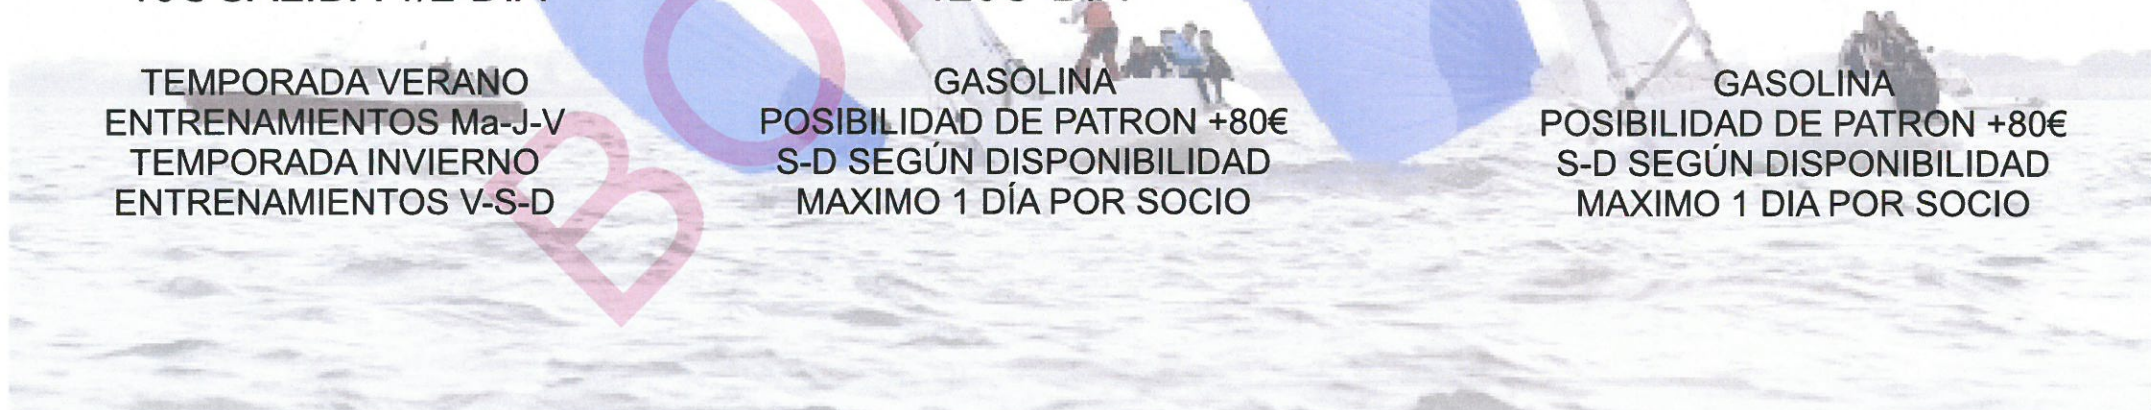 TEMPORADA VERANO
ENTRENAMIENTOS Ma-J-V
TEMPORADA INVIERNO
ENTRENAMIENTOS V-S-D
GASOLINA
POSIBILIDAD DE PATRON +80€
S-D SEGÚN DISPONIBILIDAD
MAXIMO 1 DÍA POR SOCIO
GASOLINA
POSIBILIDAD DE PATRON +80€
S-D SEGÚN DISPONIBILIDAD
MAXIMO 1 DIA POR SOCIO